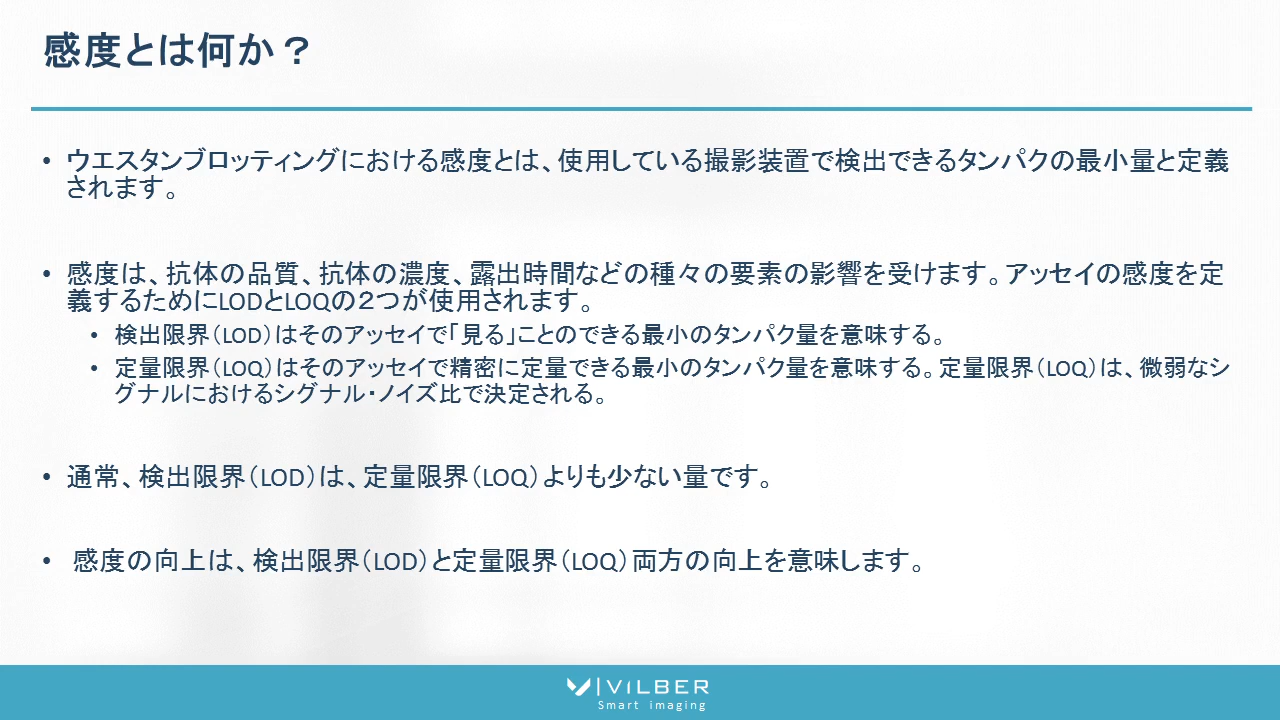 感度とは何か？
• ウエスタンブロッティングにおける感度とは、使用している撮影装置で検出できるタンパクの最小量と定義
されます。
• 感度は、抗体の品質、抗体の濃度、露出時間などの種々の要素の影響を受けます。アッセイの感度を定
義するためにLODとLOQの２つが使用されます。
• 検出限界（LOD）はそのアッセイで「見る」ことのできる最小のタンパク量を意味する。
• 定量限界（LOQ）はそのアッセイで精密に定量できる最小のタンパク量を意味する。定量限界（LOQ）は、微弱なシ
グナルにおけるシグナル・ノイズ比で決定される。
• 通常、検出限界（LOD）は、定量限界（LOQ）よりも少ない量です。
• 感度の向上は、検出限界（LOD）と定量限界（LOQ）両方の向上を意味します。
VILBER
Smart imaging